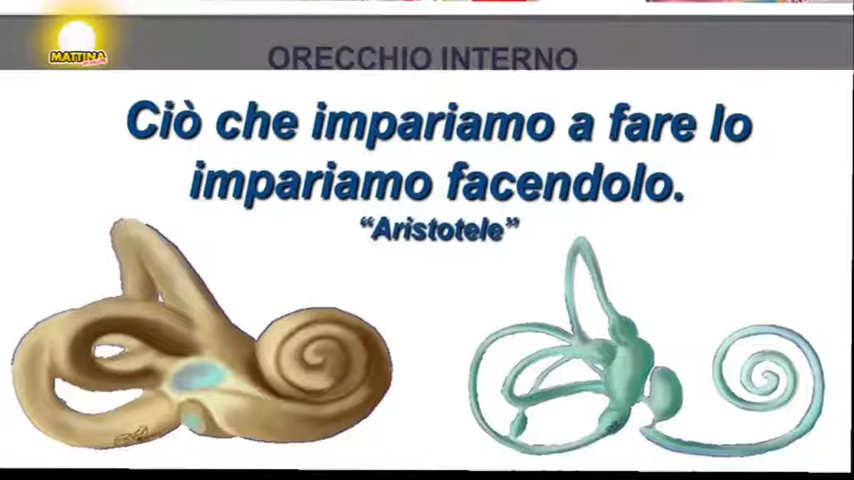 MATTINA
ORECCHIO INTERNO
Ciò che impariamo a fare lo
impariamo facendolo.
“Aristotele”